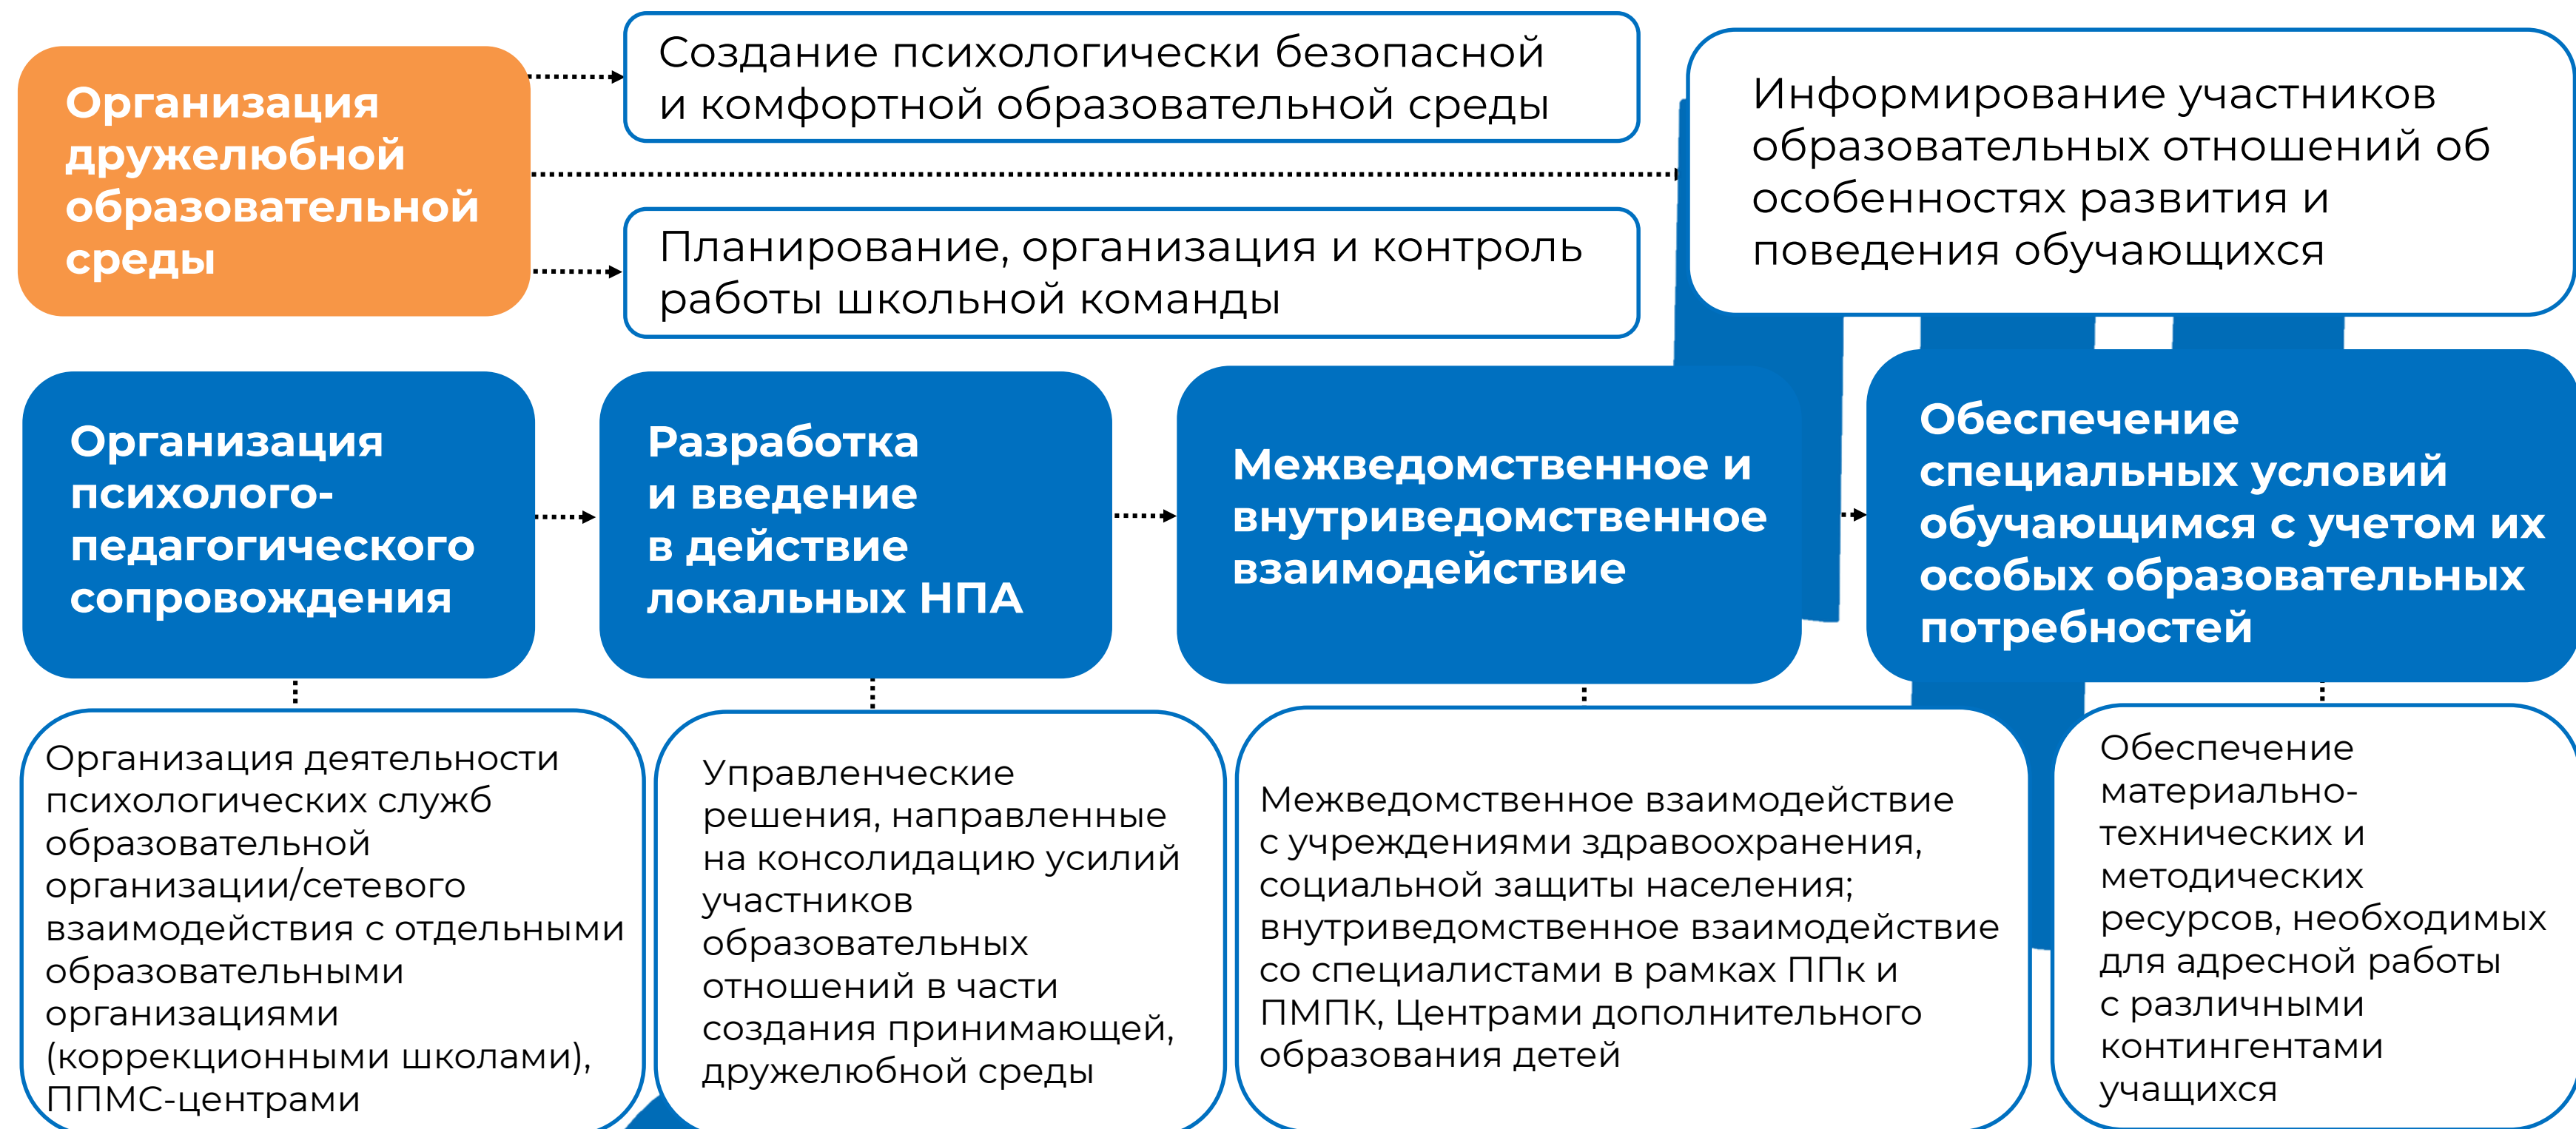 Организация
дружелюбной
образовательной
среды
Создание психологически безопасной
и комфортной образовательной среды
Планирование, организация и контроль
работы школьной команды
Информирование участников
образовательных отношений об
особенностях развития и
поведения обучающихся
Организация
психолого-
педагогического
сопровождения
Разработка
и введение
в действие
локальных НПА
Межведомственное и
внутриведомственное
взаимодействие
Обеспечение
специальных условий
обучающимся с учетом их
особых образовательных
потребностей
Организация деятельности
психологических служб
образовательной
организации/сетевого
взаимодействия с отдельными
образовательными
организациями
(коррекционными школами),
ППМС-центрами
Управленческие
решения, направленные
на консолидацию усилий
участников
образовательных
отношений в части
создания принимающей,
дружелюбной среды
Межведомственное взаимодействие
с учреждениями здравоохранения,
социальной защиты населения;
внутриведомственное взаимодействие
со специалистами в рамках ППк и
ПМПК, Центрами дополнительного
образования детей
Обеспечение
материально-
технических и
методических
ресурсов, необходимых
для адресной работы
с различными
контингентами
учащихся